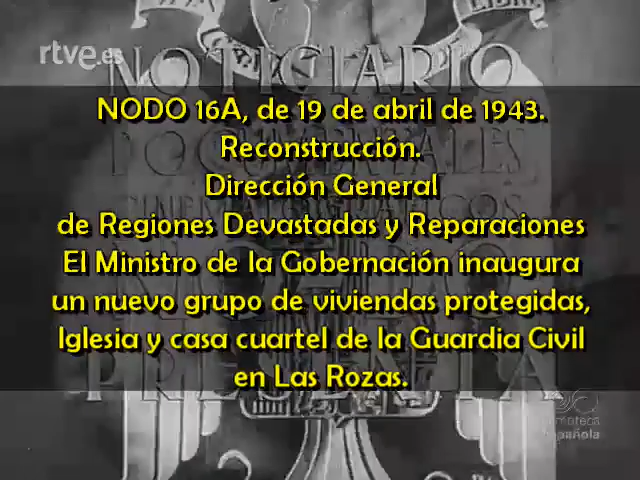 rtve.es
NOTICIARIO
NODO 16A, de 19 de abril de 1943.
Reconstrucción.
Dirección General
de Regiones Devastadas y Reparaciones
El Ministro de la Gobernación inaugura
un nuevo grupo de viviendas protegidas,
Iglesia y casa cuartel de la Guardia Civil
en Las Rozas.
PRESENTA
española